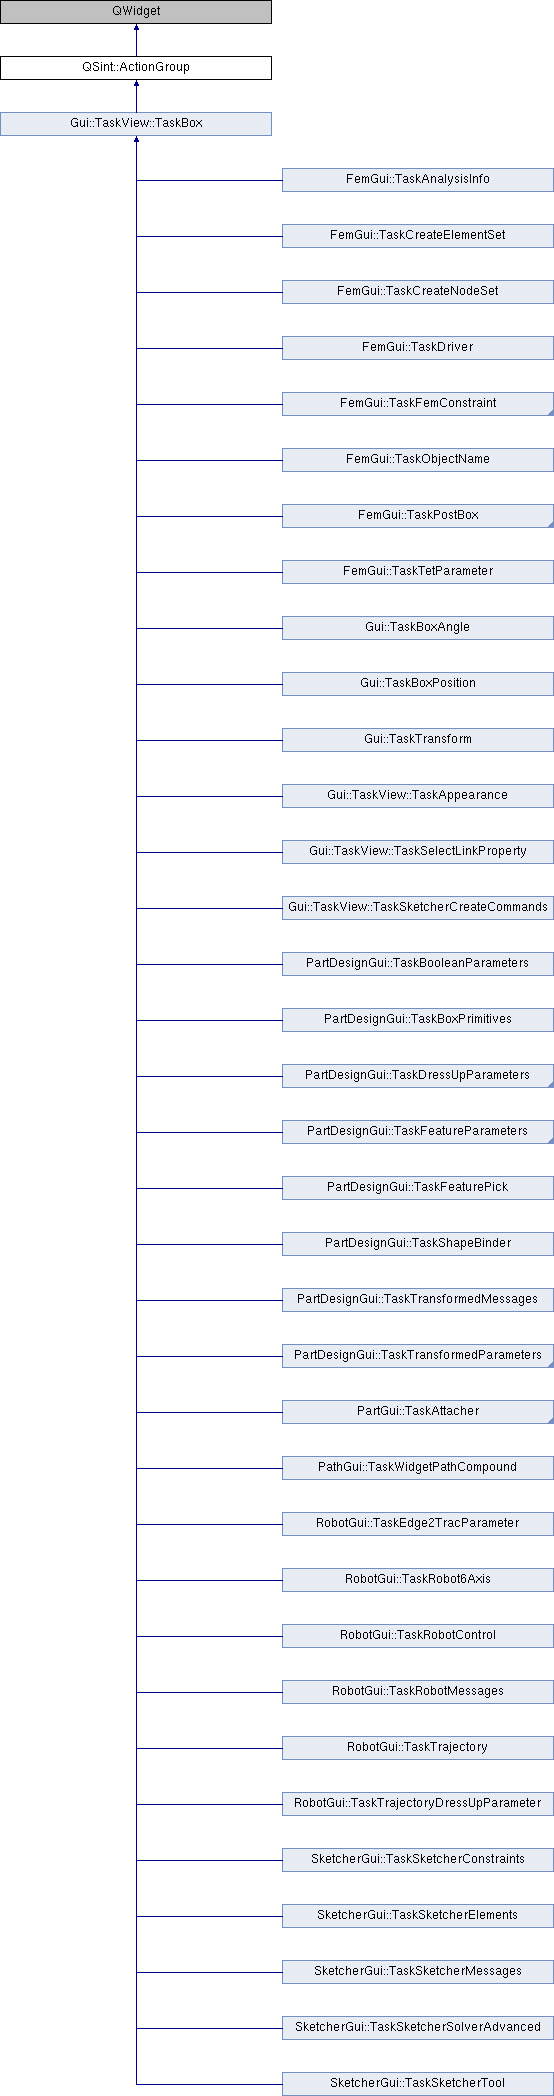 QWidget
QSint::ActionGroup
Gui::TaskView::TaskBox
FemGui::TaskAnalysisInfo
FemGui::TaskCreateElementSet
FemGui::TaskCreateNodeSet
FemGui::TaskDriver
FemGui::TaskFemConstraint
FemGui::TaskObjectName
FemGui::TaskPostBox
FemGui::TaskTetParameter
Gui::TaskBoxAngle
Gui::TaskBoxPosition
Gui::TaskTransform
Gui::TaskView::TaskAppearance
Gui::TaskView::TaskSelectLinkProperty
Gui::TaskView::TaskSketcherCreateCommands
PartDesignGui::TaskBooleanParameters
PartDesignGui::TaskBoxPrimitives
PartDesignGui::TaskDressUpParameters
PartDesignGui::TaskFeatureParameters
PartDesignGui::TaskFeaturePick
PartDesignGui::TaskShapeBinder
PartDesignGui::TaskTransformedMessages
PartDesignGui::TaskTransformedParameters
PartGui::TaskAttacher
PathGui::TaskWidgetPathCompound
RobotGui::TaskEdge2TracParameter
RobotGui::TaskRobot6Axis
RobotGui::TaskRobotControl
RobotGui::TaskRobotMessages
RobotGui::TaskTrajectory
RobotGui::TaskTrajectoryDressUpParameter
SketcherGui::TaskSketcherConstraints
SketcherGui::TaskSketcherElements
SketcherGui::TaskSketcherMessages
SketcherGui::TaskSketcherSolverAdvanced
SketcherGui::TaskSketcherTool